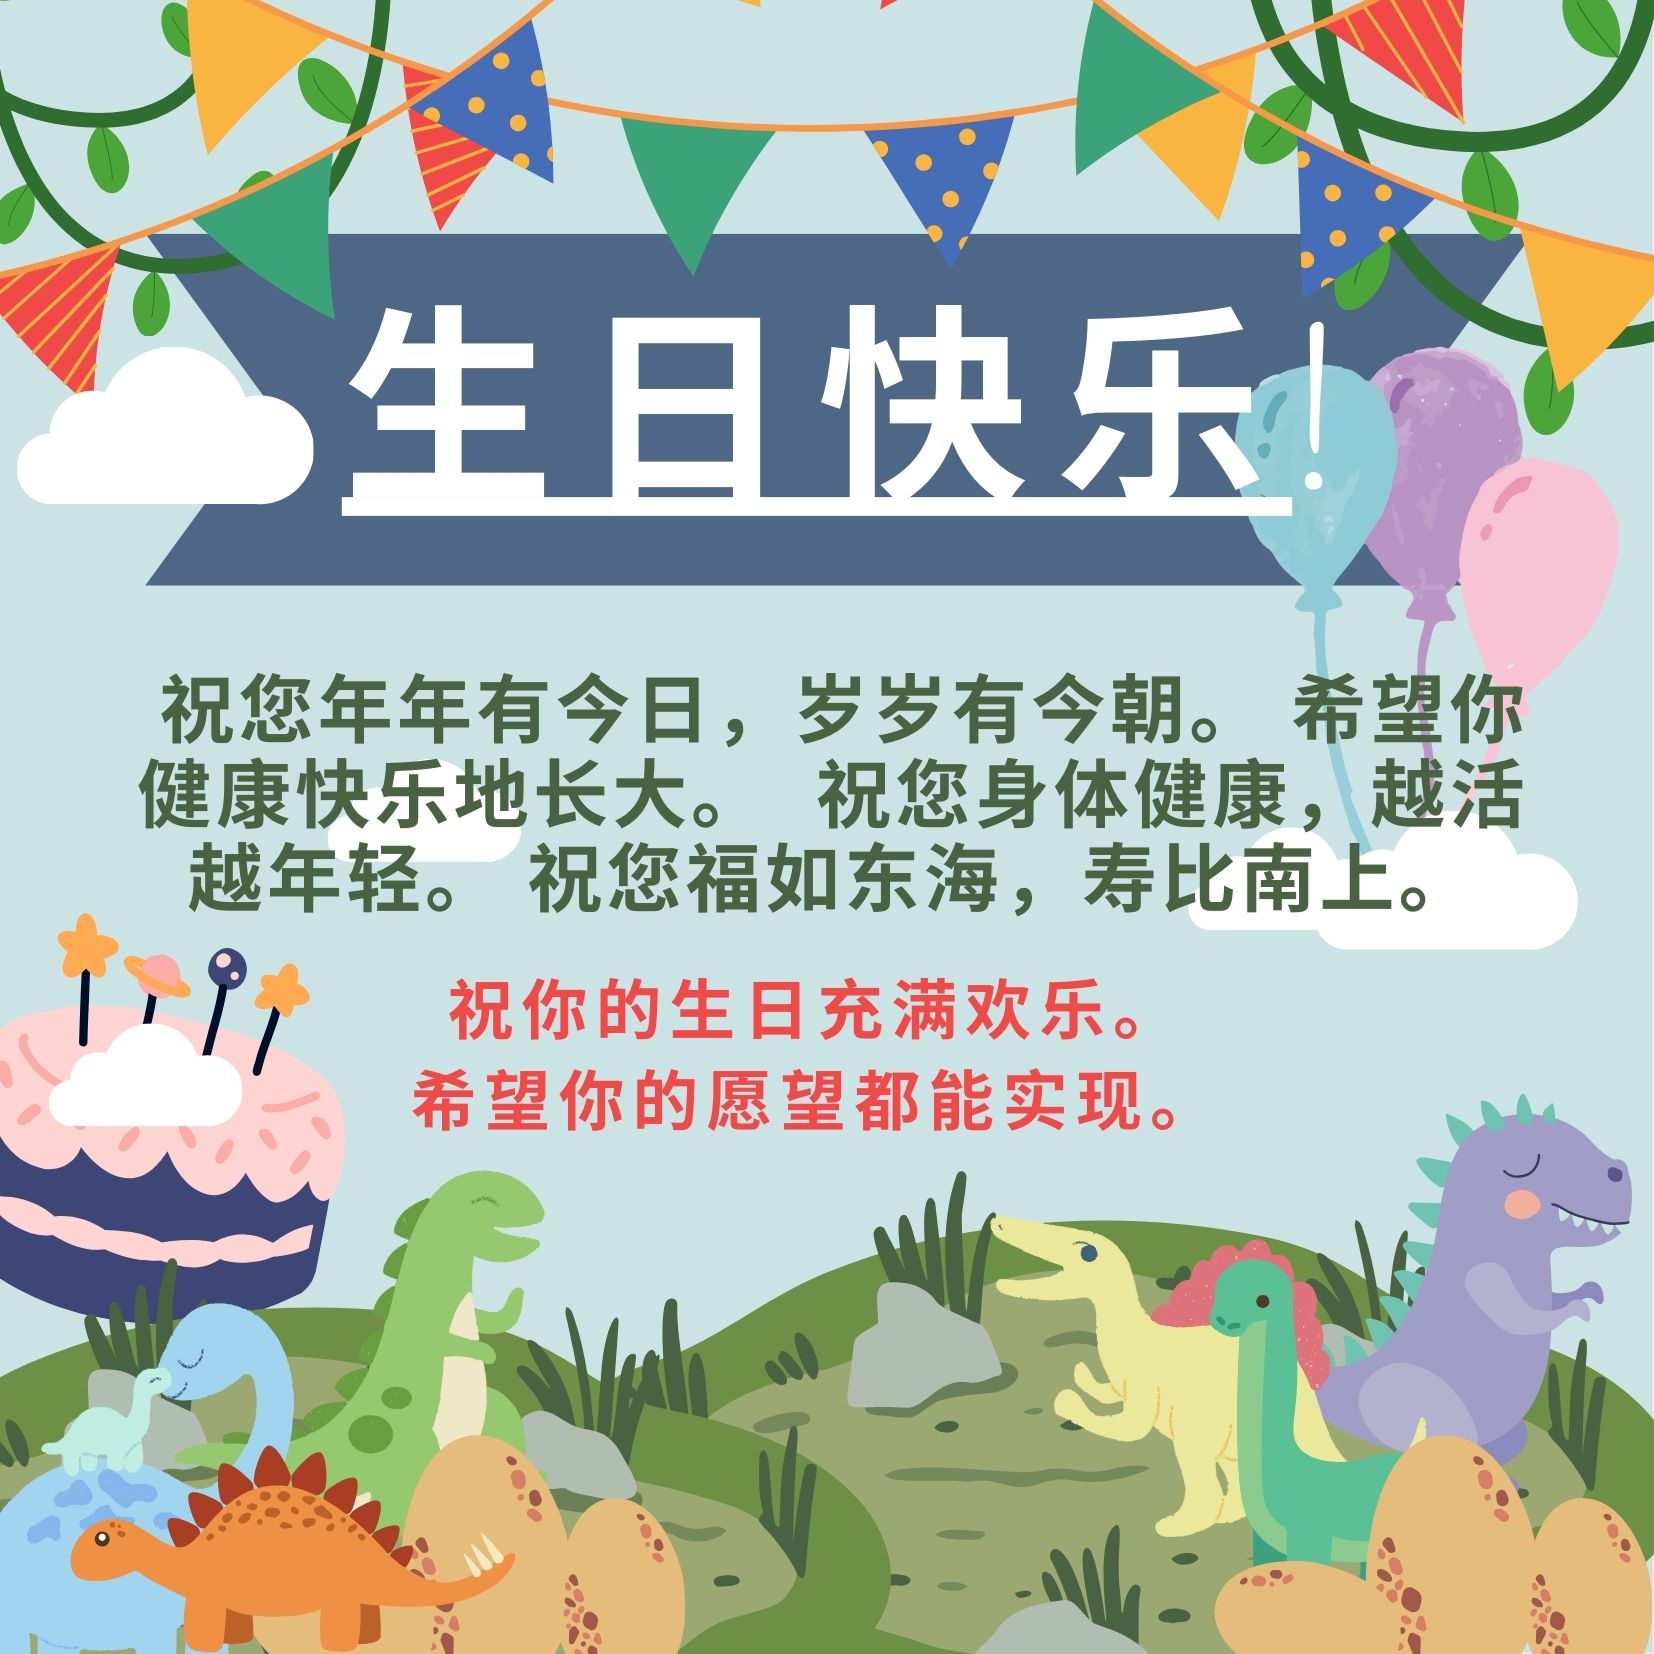 生日快乐!
祝您年年有今日，岁岁有今朝。 希望你
健康快乐地长大。 祝您身体健康，越活
越年轻。 祝您福如东海，寿比南上。
祝你的生日充满欢乐。
希望你的愿望都能实现。